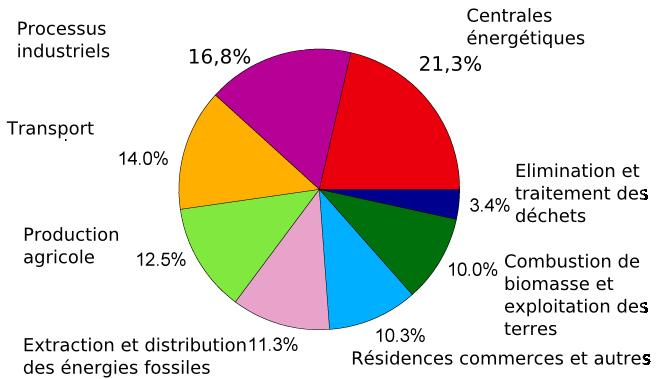 Processus
industriels
16,8%
Centrales
énergétiques
21,3%
Transport
14.0%
Elimination et
traitement des
déchets
3.4%
Production
agricole
12.5%
10.0%
Combustion de
biomasse et
exploitation des
terres
Extraction et distribution
des énergies fossiles
11.3%
10.3%
Résidences commerces et autres